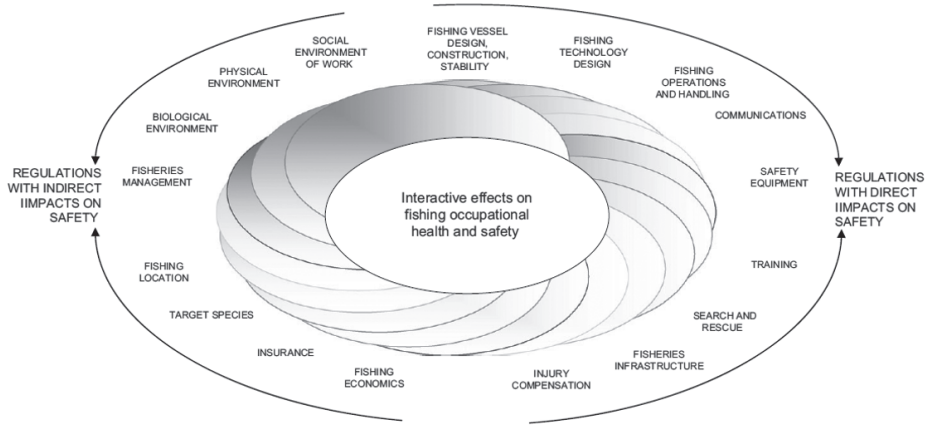 FISHING VESSEL
DESIGN,
CONSTRUCTION,
STABILITY
FISHING
TECHNOLOGY
DESIGN
FISHING
OPERATIONS
AND HANDLING
COMMUNICATIONS
SAFETY
EQUIPMENT
REGULATIONS
WITH DIRECT
IIMPACTS ON
SAFETY
TRAINING
SEARCH AND
RESCUE
FISHERIES
INFRASTRUCTURE
INJURY
COMPENSATION
FISHING
ECONOMICS
INSURANCE
TARGET SPECIES
FISHING
LOCATION
REGULATIONS
WITH INDIRECT
IIMPACTS ON
SAFETY
FISHERIES
MANAGEMENT
BIOLOGICAL
ENVIRONMENT
PHYSICAL
ENVIRONMENT
SOCIAL
ENVIRONMENT
OF WORK
Interactive effects on
fishing occupational
health and safety